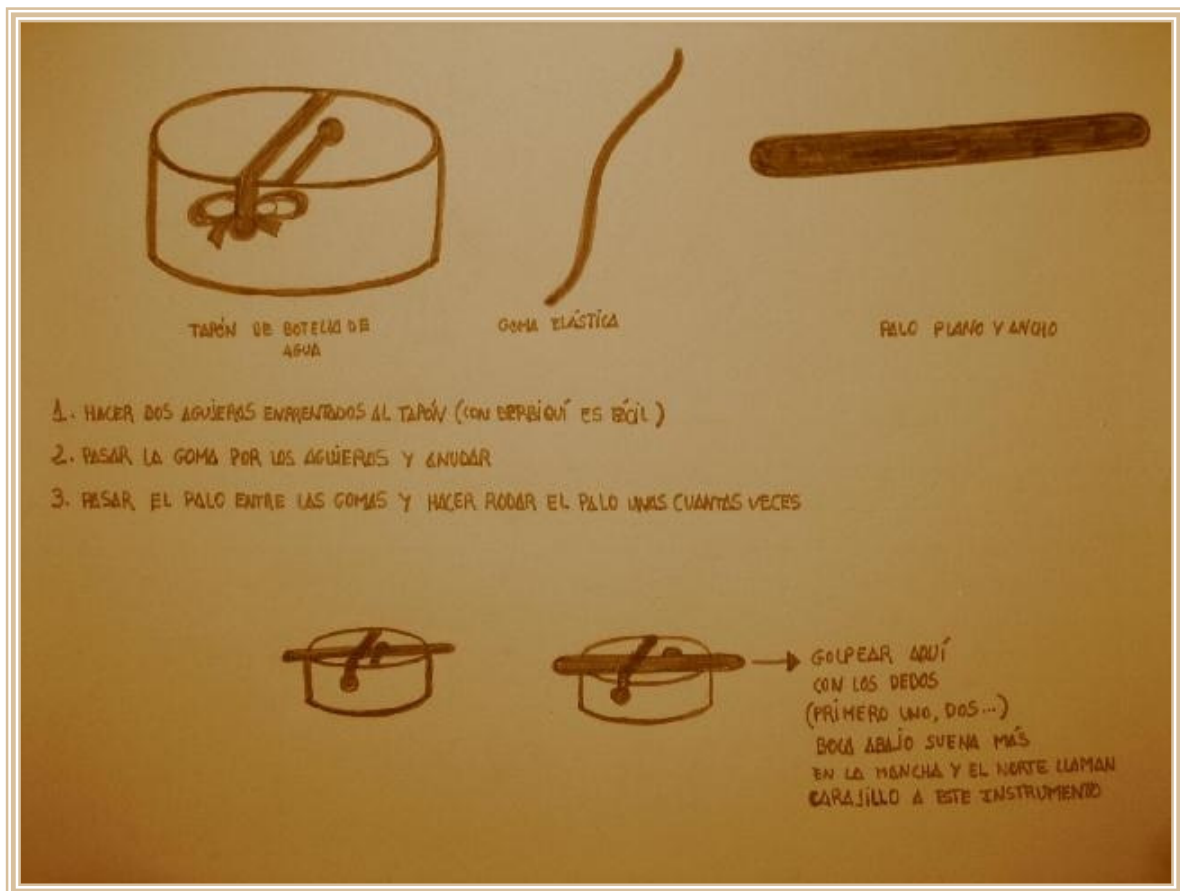 TAPÓN DE BOTELLA DE
AGUA
GOMA ELÁSTICA
PALO PLANO Y ANCHO
1. HACER DOS AGUJEROS ENFRENTADOS AL TAPÓN (CON BERBIQUÍ ES FÁCIL)
2. PASAR LA GOMA POR LOS AGUJEROS Y ANUDAR
3. PASAR EL PALO ENTRE LAS GOMAS Y HACER RODAR EL PALO UNAS CUANTAS VECES
GOLPEAR AQUÍ
CON LOS DEDOS
(PRIMERO UNO, DOS...)
BOCA ABAJO SUENA MÁS
EN LA MANCHA Y EL NORTE LLAMAN
CARAJILLO A ESTE INSTRUMENTO